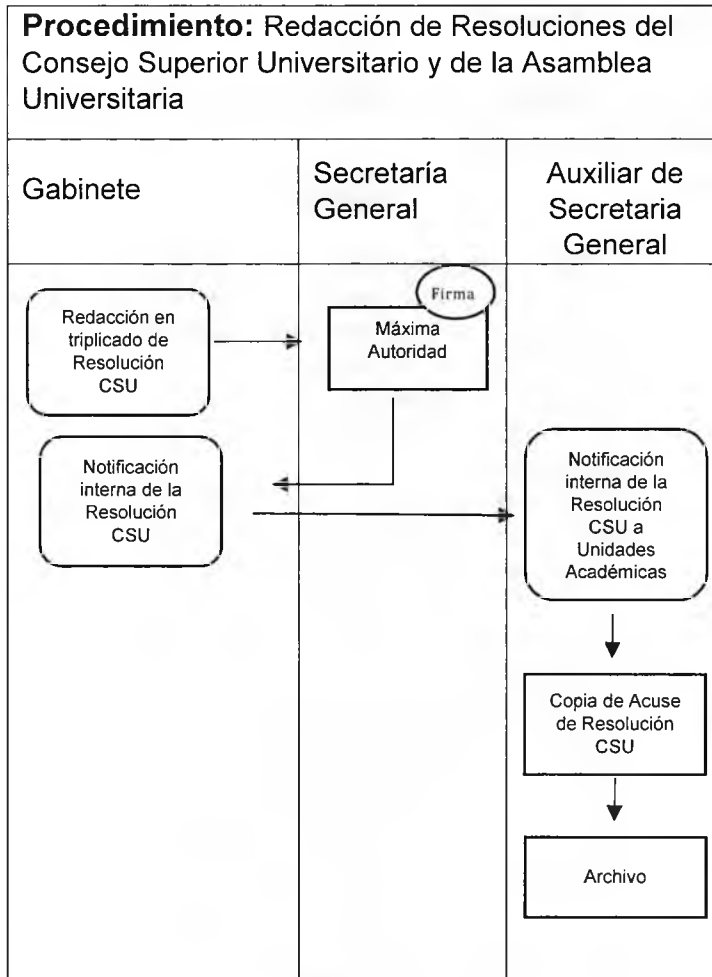 Procedimiento: Redacción de Resoluciones del
Consejo Superior Universitario y de la Asamblea
Universitaria
Gabinete
Secretaría
General
Auxiliar de
Secretaria
General
Redacción en
triplicado de
Resolución
CSU
Firma
Máxima
Autoridad
Notificación
interna de la
Resolución
CSU
Notificación
interna de la
Resolución
CSU a
Unidades
Académicas
Copia de Acuse
de Resolución
CSU
Archivo